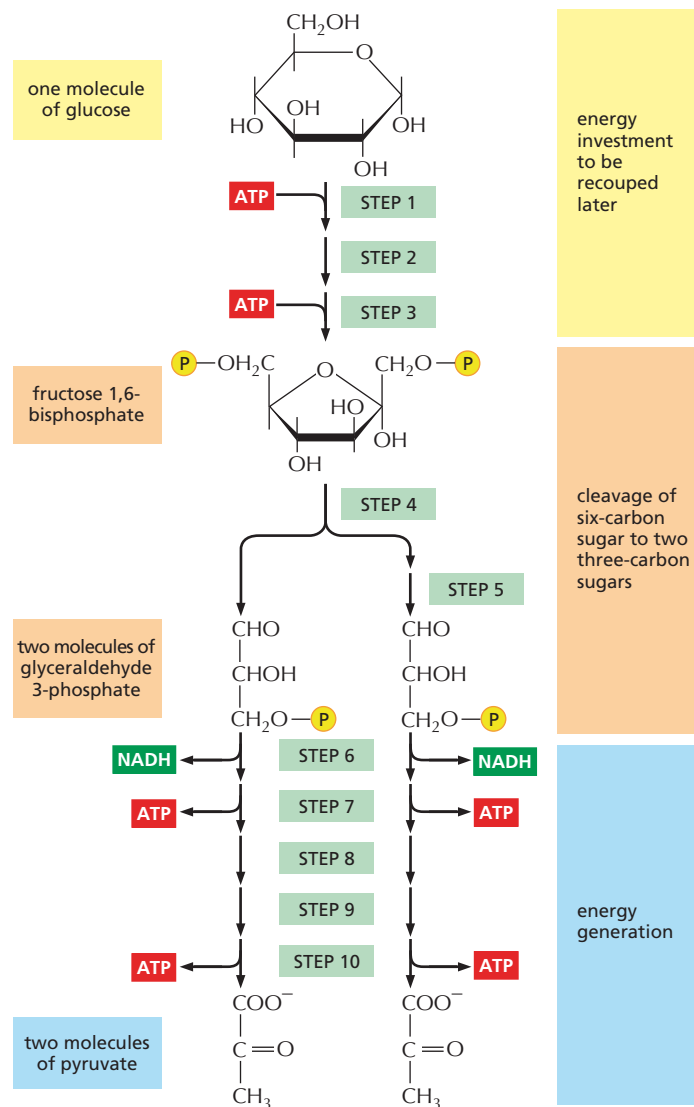 CH2OH
O
one molecule
of glucose
OH
HO
OH
OH
OH
energy
investment
to be
recouped
later
ATP
STEP 1
STEP 2
ATP
STEP 3
P—OH2C
O
CH2O—P
fructose 1,6-
bisphosphate
HO
OH
OH
STEP 4
cleavage of
six-carbon
sugar to two
three-carbon
sugars
STEP 5
two molecules of
glyceraldehyde
3-phosphate
CHO
CHOH
CH2O—P
CHO
CHOH
CH2O—P
NADH
STEP 6
NADH
ATP
STEP 7
ATP
STEP 8
STEP 9
ATP
STEP 10
ATP
energy
generation
two molecules
of pyruvate
COO−
C=O
CH3
COO−
C=O
CH3